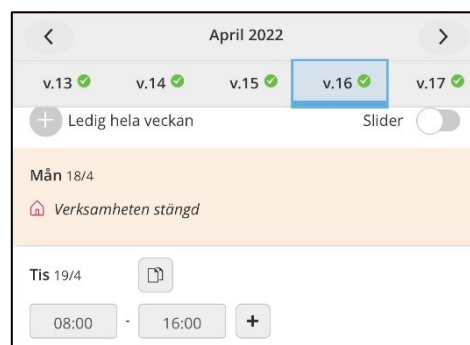 April 2022
v.13 v.14 v.15 v.16 v.17
Ledig hela veckan Slider
Mån 18/4
Verksamheten stängd
Tis 19/4
08:00 - 16:00 +